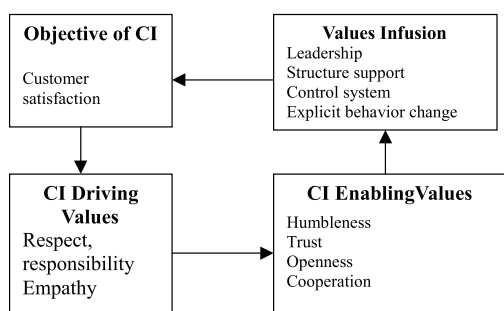 Objective of CI
Customer
satisfaction
Values Infusion
Leadership
Structure support
Control system
Explicit behavior change
CI Driving
Values
Respect,
responsibility
Empathy
CI EnablingValues
Humbleness
Trust
Openness
Cooperation